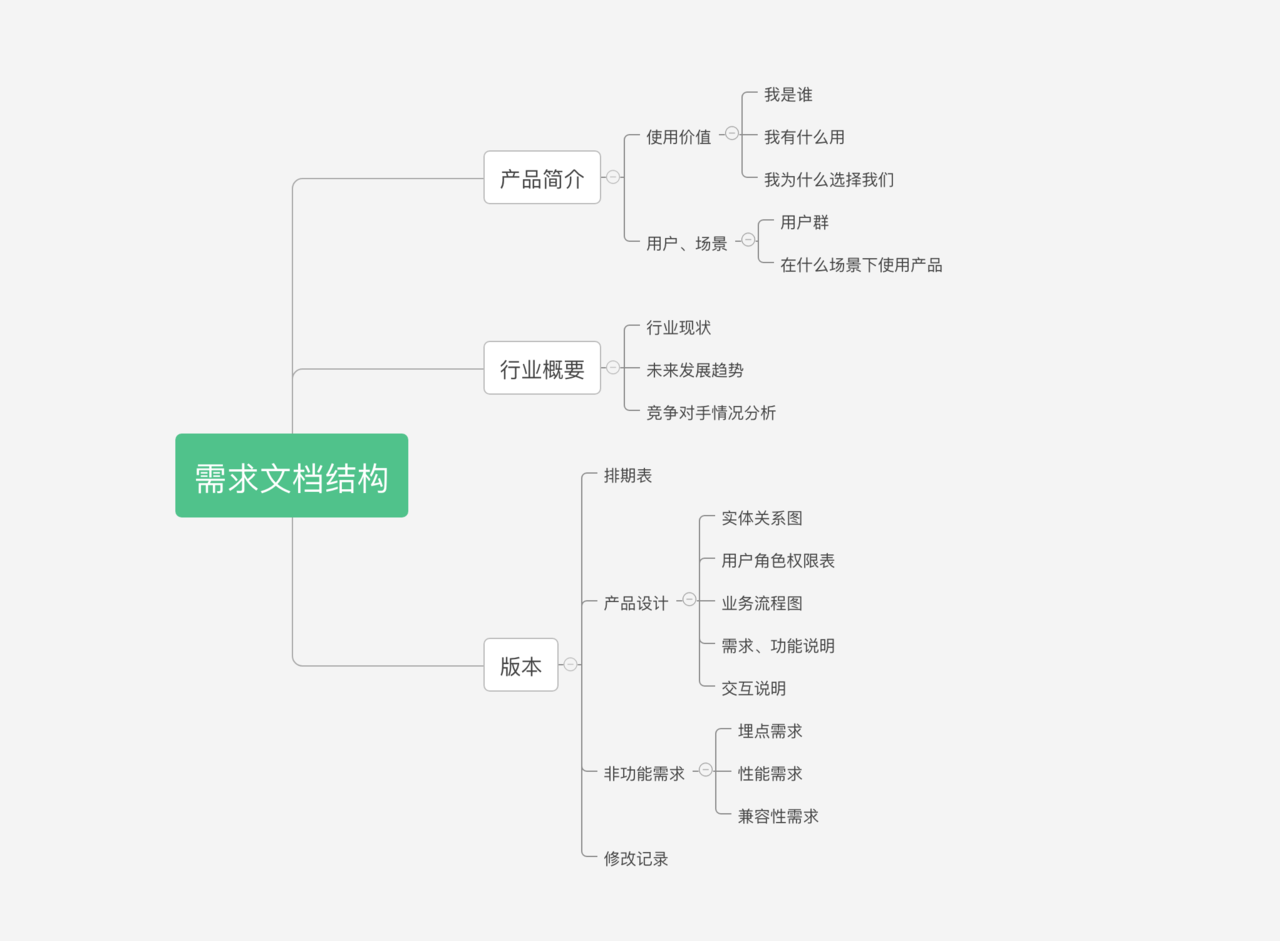 需求文档结构
产品简介
使用价值
我是谁
我有什么用
我为什么选择我们
用户、场景
用户群
在什么场景下使用产品
行业概要
行业现状
未来发展趋势
竞争对手情况分析
版本
排期表
产品设计
实体关系图
用户角色权限表
业务流程图
需求、功能说明
交互说明
非功能需求
埋点需求
性能需求
兼容性需求
修改记录